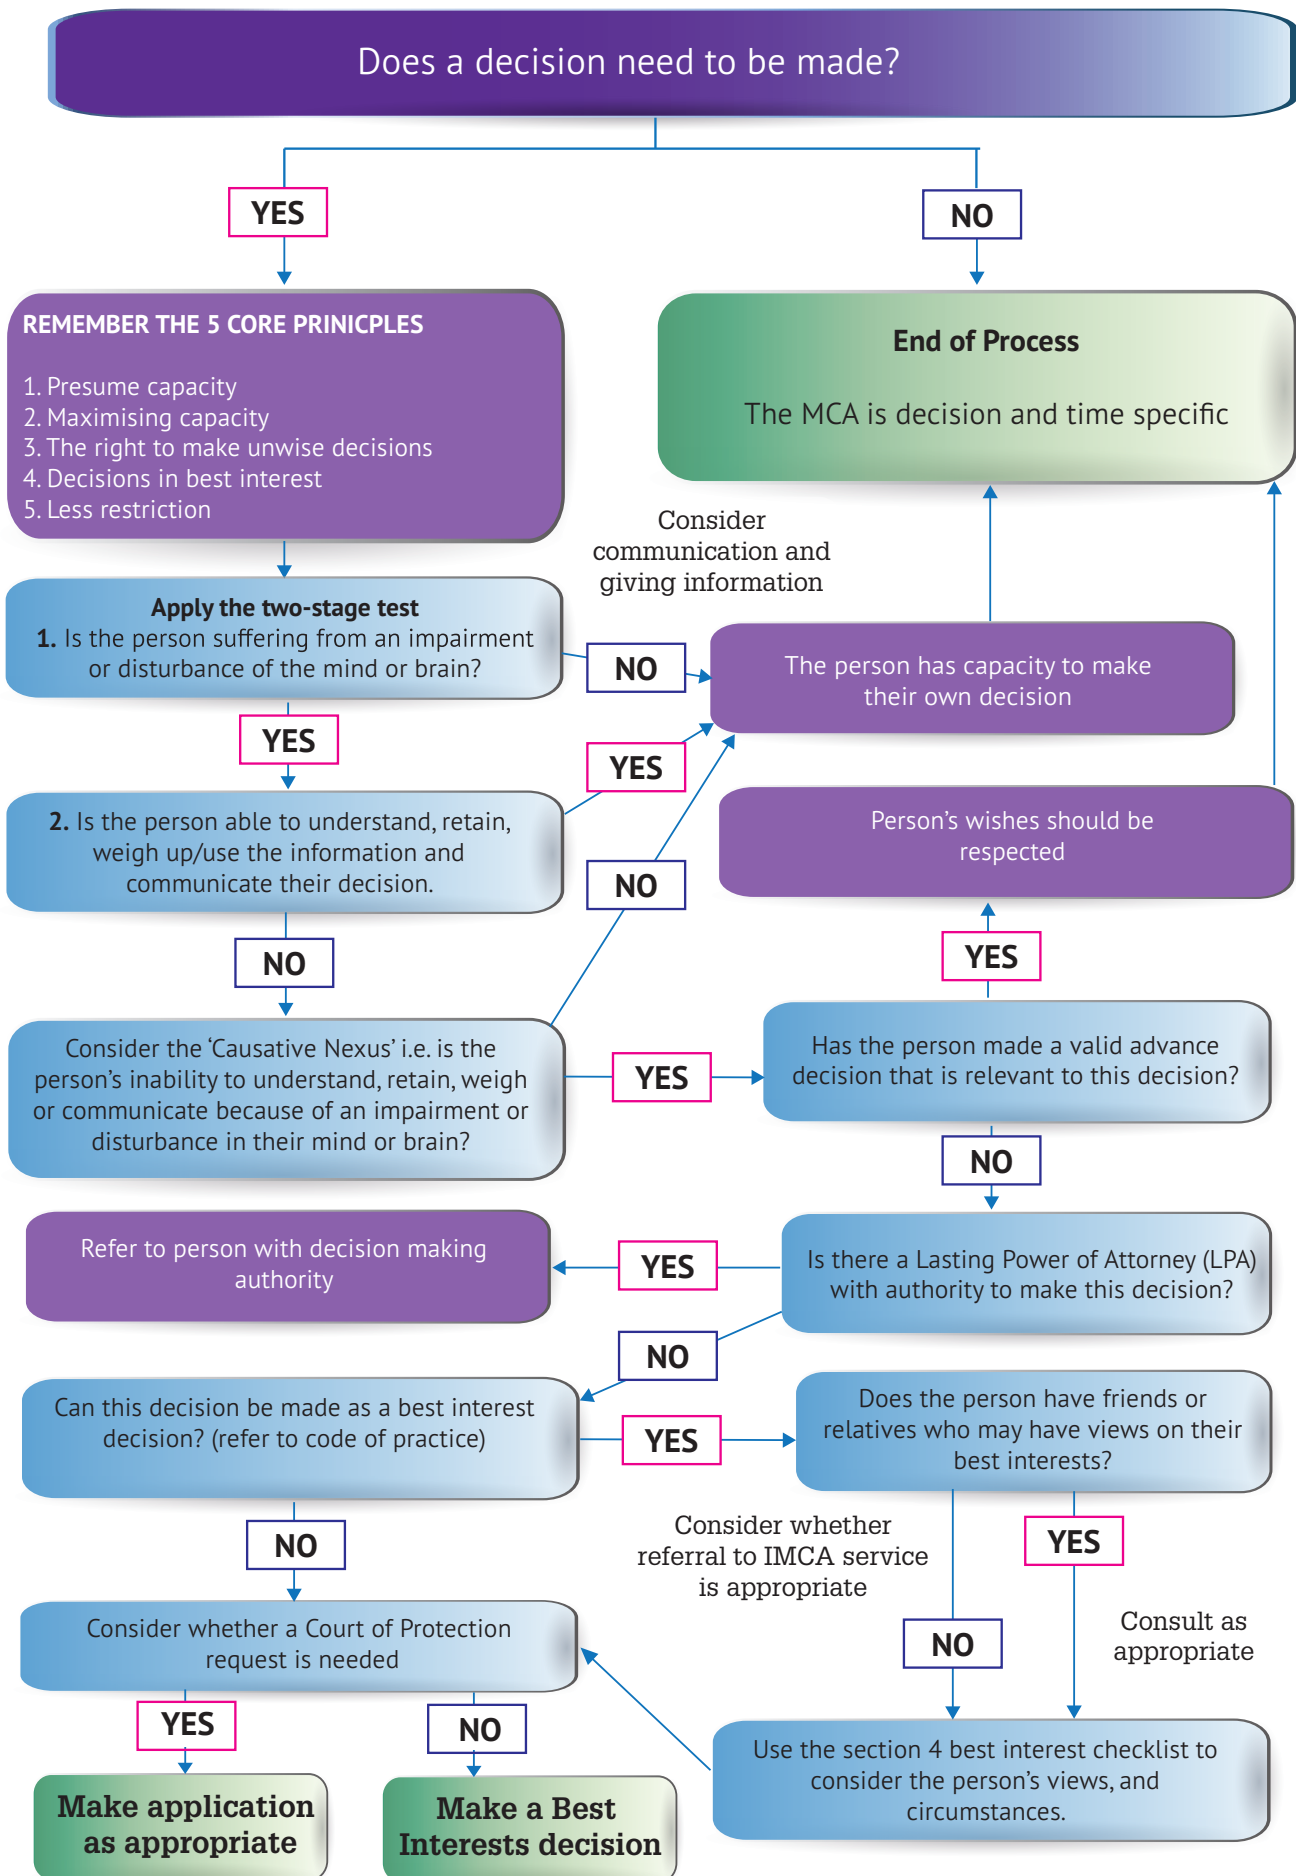 Does a decision need to be made?
YES
NO
REMEMBER THE 5 CORE PRINICPLES
1. Presume capacity
2. Maximising capacity
3. The right to make unwise decisions
4. Decisions in best interest
5. Less restriction
End of Process
The MCA is decision and time specific
Consider
communication and
giving information
Apply the two-stage test
1. Is the person suffering from an impairment
or disturbance of the mind or brain?
NO
The person has capacity to make
their own decision
YES
YES
2. Is the person able to understand, retain,
weigh up/use the information and
communicate their decision.
NO
Person's wishes should be
respected
NO
YES
Consider the ‘Causative Nexus’ i.e. is the
person's inability to understand, retain, weigh
or communicate because of an impairment or
disturbance in their mind or brain?
YES
Has the person made a valid advance
decision that is relevant to this decision?
NO
Refer to person with decision making
authority
YES
Is there a Lasting Power of Attorney (LPA)
with authority to make this decision?
NO
Can this decision be made as a best interest
decision? (refer to code of practice)
YES
Does the person have friends or
relatives who may have views on their
best interests?
NO
Consider whether
referral to IMCA service
is appropriate
YES
NO
Consult as
appropriate
Consider whether a Court of Protection
request is needed
YES
NO
Use the section 4 best interest checklist to
consider the person's views, and
circumstances.
Make application
as appropriate
Make a Best
Interests decision